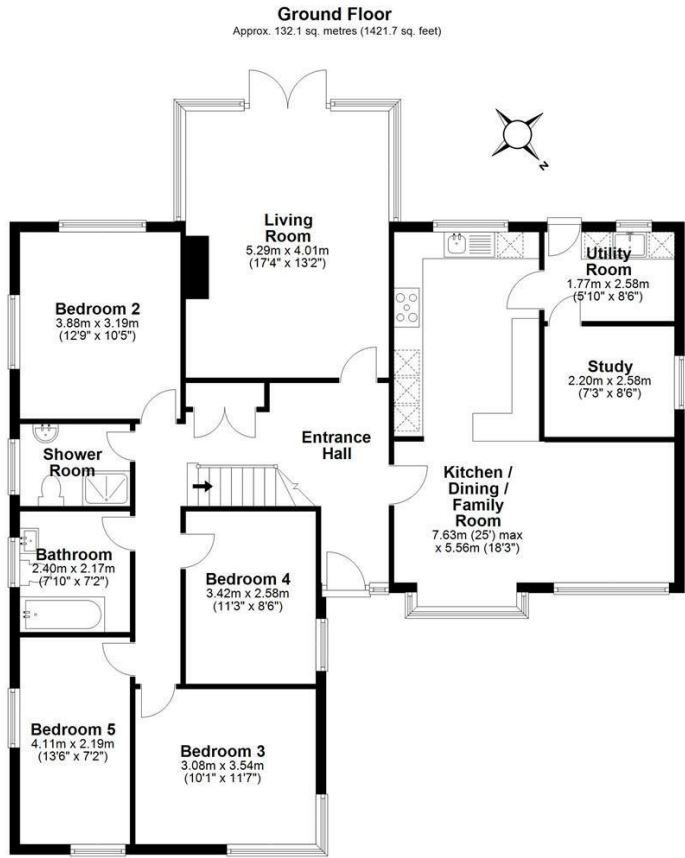 Ground Floor
Approx. 132.1 sq. metres (1421.7 sq. feet)
N
Living
Room
5.29m x 4.01m
(17'4" x 13'2")
Utility
Room
1.77m x 2.58m
(5'10" x 8'6")
Bedroom 2
3.88m x 3.19m
(12'9" x 10'5")
Study
2.20m x 2.58m
(7'3" x 8'6")
Shower
Room
Entrance
Hall
Kitchen /
Dining /
Family
Room
7.63m (25') max
x 5.56m (18'3")
Bathroom
2.40m x 2.17m
(7'10" x 7'2")
Bedroom 4
3.42m x 2.58m
(11'3" x 8'6")
Bedroom 5
4.11m x 2.19m
(13'6" x 7'2")
Bedroom 3
3.08m x 3.54m
(10'1" x 11'7")